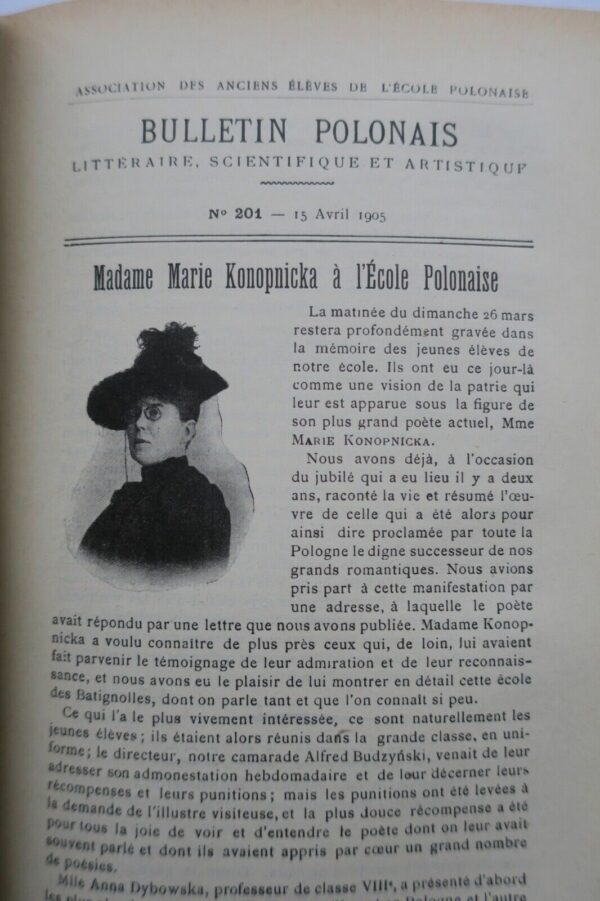 ASSOCIATION DES ANCIENS ÉLÈVES DE L'ÉCOLE POLONAISE
BULLETIN POLONAIS
LITTÉRAIRE, SCIENTIFIQUE ET ARTISTIQUE
Nº 201 — 15 Avril 1905
Madame Marie Konopnicka à l'École Polonaise
La matinée du dimanche 26 mars
restera profondément gravée dans
la mémoire des jeunes élèves de
notre école. Ils ont eu ce jour-là
comme une vision de la patrie qui
leur est apparue sous la figure de
son plus grand poète actuel, Mme
MARIE KONOPNICKA.
Nous avons déjà, à l'occasion
du jubilé qui a eu lieu il y a deux
ans, raconté la vie et résumé l'œu-
vre de celle qui a été alors pour
ainsi dire proclamée par toute la
Pologne le digne successeur de nos
grands romantiques. Nous avions
pris part à cette manifestation par
une adresse, à laquelle le poète
avait répondu par une lettre que nous avons publiée. Madame Konop-
nicka a voulu connaître de plus près ceux qui, de loin, lui avaient
fait parvenir le témoignage de leur admiration et de leur reconnais-
sance, et nous avons eu le plaisir de lui montrer en détail cette école
des Batignolles, dont on parle tant et que l'on connaît si peu.
Ce qui l'a le plus vivement intéressée, ce sont naturellement les
jeunes élèves; ils étaient alors réunis dans la grande classe, en uni-
forme; le directeur, notre camarade Alfred Budzyński, venait de leur
adresser son admonestation hebdomadaire et de leur décerner leurs
récompenses et leurs punitions; mais les punitions ont été levées à
la demande de l'illustre visiteuse, et la plus douce récompense a été
pour tous la joie de voir et d'entendre le poète dont on leur avait
souvent parlé et dont ils avaient appris par cœur un grand nombre
de poésies.
Mlle Anna Dybowska, professeur de classe VIIIe, a présenté d'abord
Pologne et l'autre